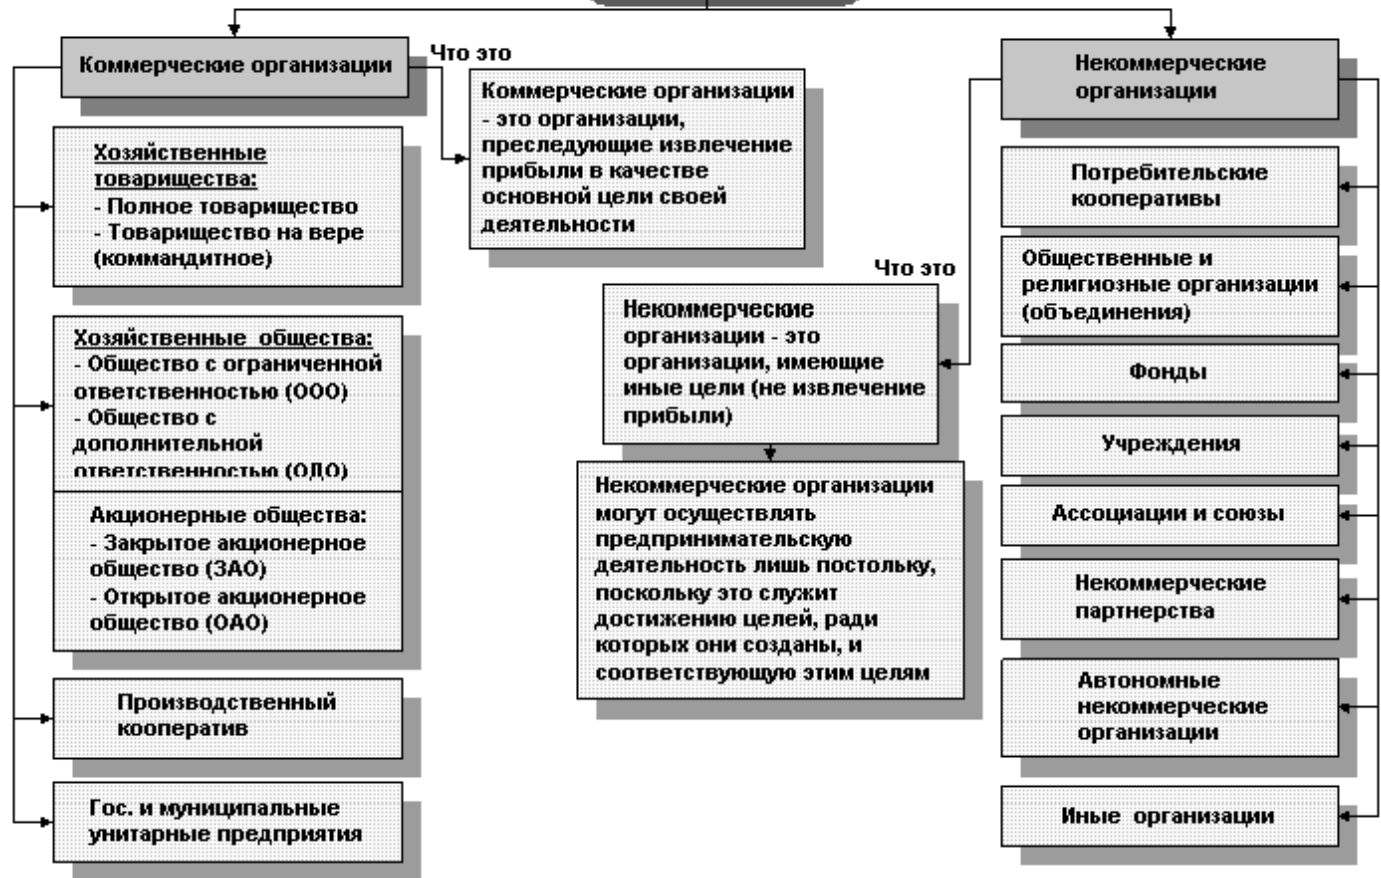 Коммерческие организации
Что это
Коммерческие организации
- это организации,
преследующие извлечение
прибыли в качестве
основной цели своей
деятельности
Хозяйственные
товарищества:
- Полное товарищество
- Товарищество на вере
(коммандитное)
Хозяйственные общества:
- Общество с ограниченной
ответственностью (ООО)
- Общество с
дополнительной
ответственностью (ОДО)
Акционерные общества:
- Закрытое акционерное
общество (ЗАО)
- Открытое акционерное
общество (ОАО)
Производственный
кооператив
Гос. и муниципальные
унитарные предприятия
Некоммерческие
организации
Что это
Некоммерческие
организации - это
организации, имеющие
иные цели (не извлечение
прибыли)
Некоммерческие организации
могут осуществлять
предпринимательскую
деятельность лишь постольку,
поскольку это служит
достижению целей, ради
которых они созданы, и
соответствующую этим целям
Потребительские
кооперативы
Общественные и
религиозные организации
(объединения)
Фонды
Учреждения
Ассоциации и союзы
Некоммерческие
партнерства
Автономные
некоммерческие
организации
Иные организации